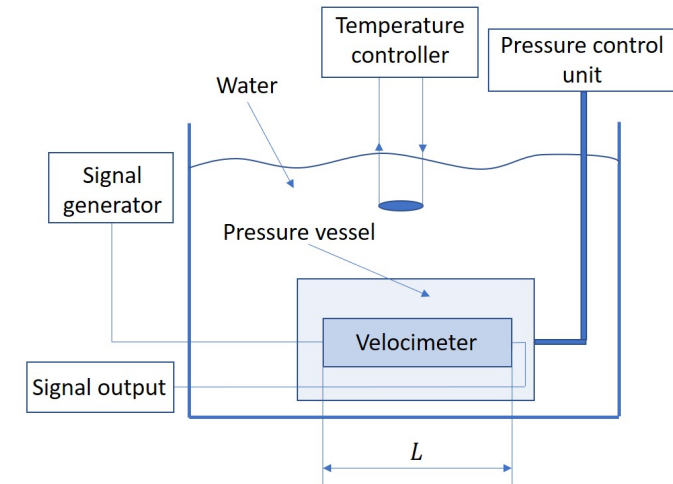 Temperature
controller
Pressure control
unit
Water
Signal
generator
Pressure vessel
Velocimeter
Signal output
L